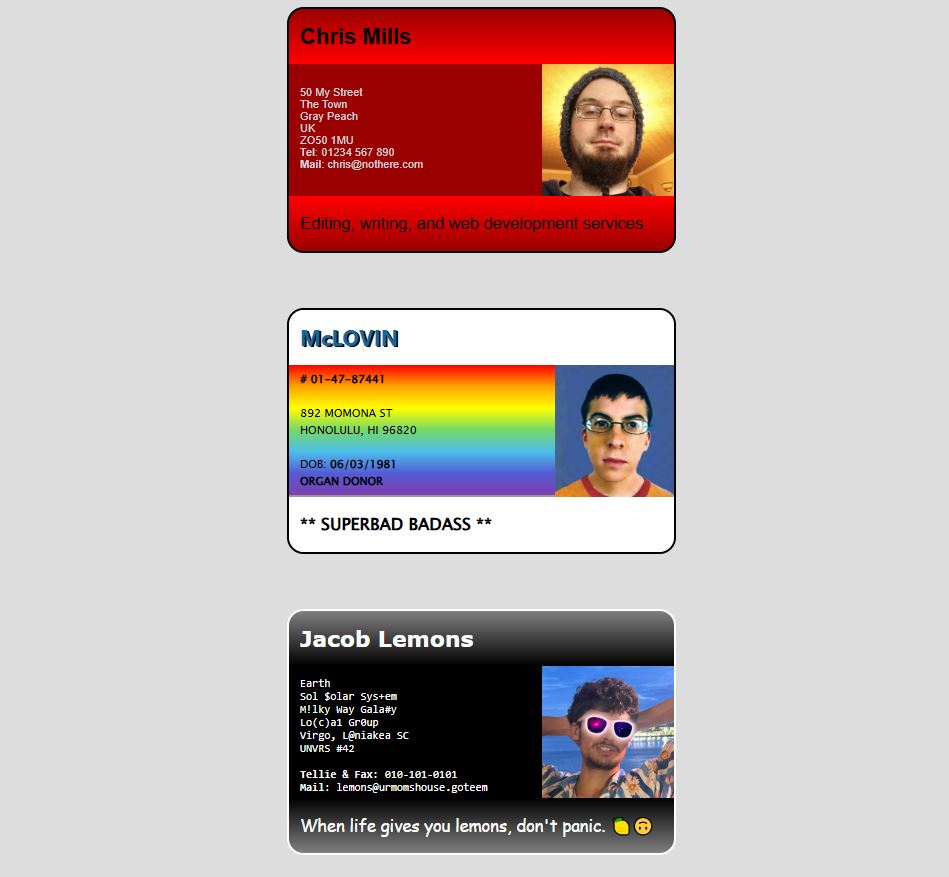 Chris Mills
50 My Street
The Town
Gray Peach
UK
ZO50 1MU
Tel: 01234 567 890
Mail: chris@nothere.com
Editing, writing, and web development services
McLOVIN
# 01-47-87441
892 MOMONA ST
HONOLULU, HI 96820
DOB: 06/03/1981
ORGAN DONOR
** SUPERBAD BADASS **
Jacob Lemons
Earth
Sol $olar Sys+em
M!lky Way Gala#y
Lo(c)a1 Gr0up
Virgo, L@niakea SC
UNVRS #42
Tellie & Fax: 010-101-0101
Mail: lemons@urmomshouse.goteem
When life gives you lemons, don't panic. 🍋🙃